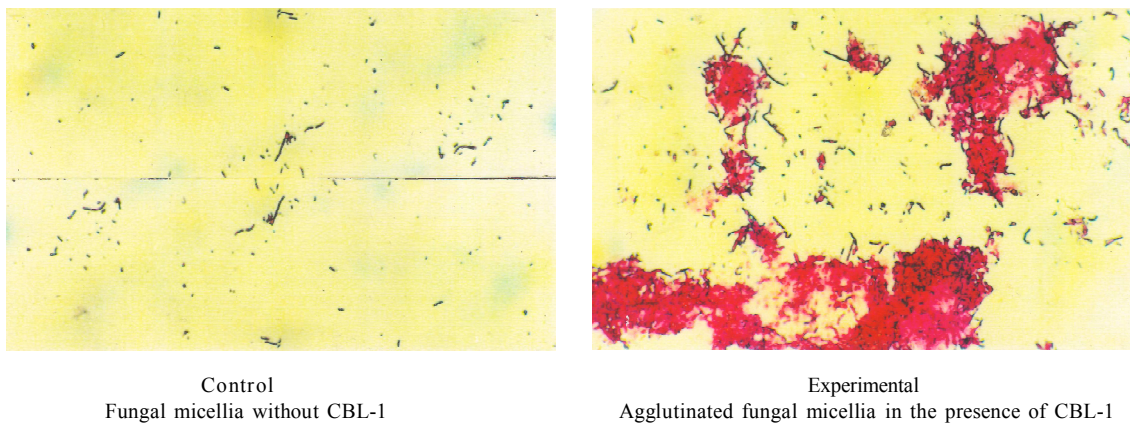 Control
Fungal micellia without CBL-1
Experimental
Agglutinated fungal micellia in the presence of CBL-1